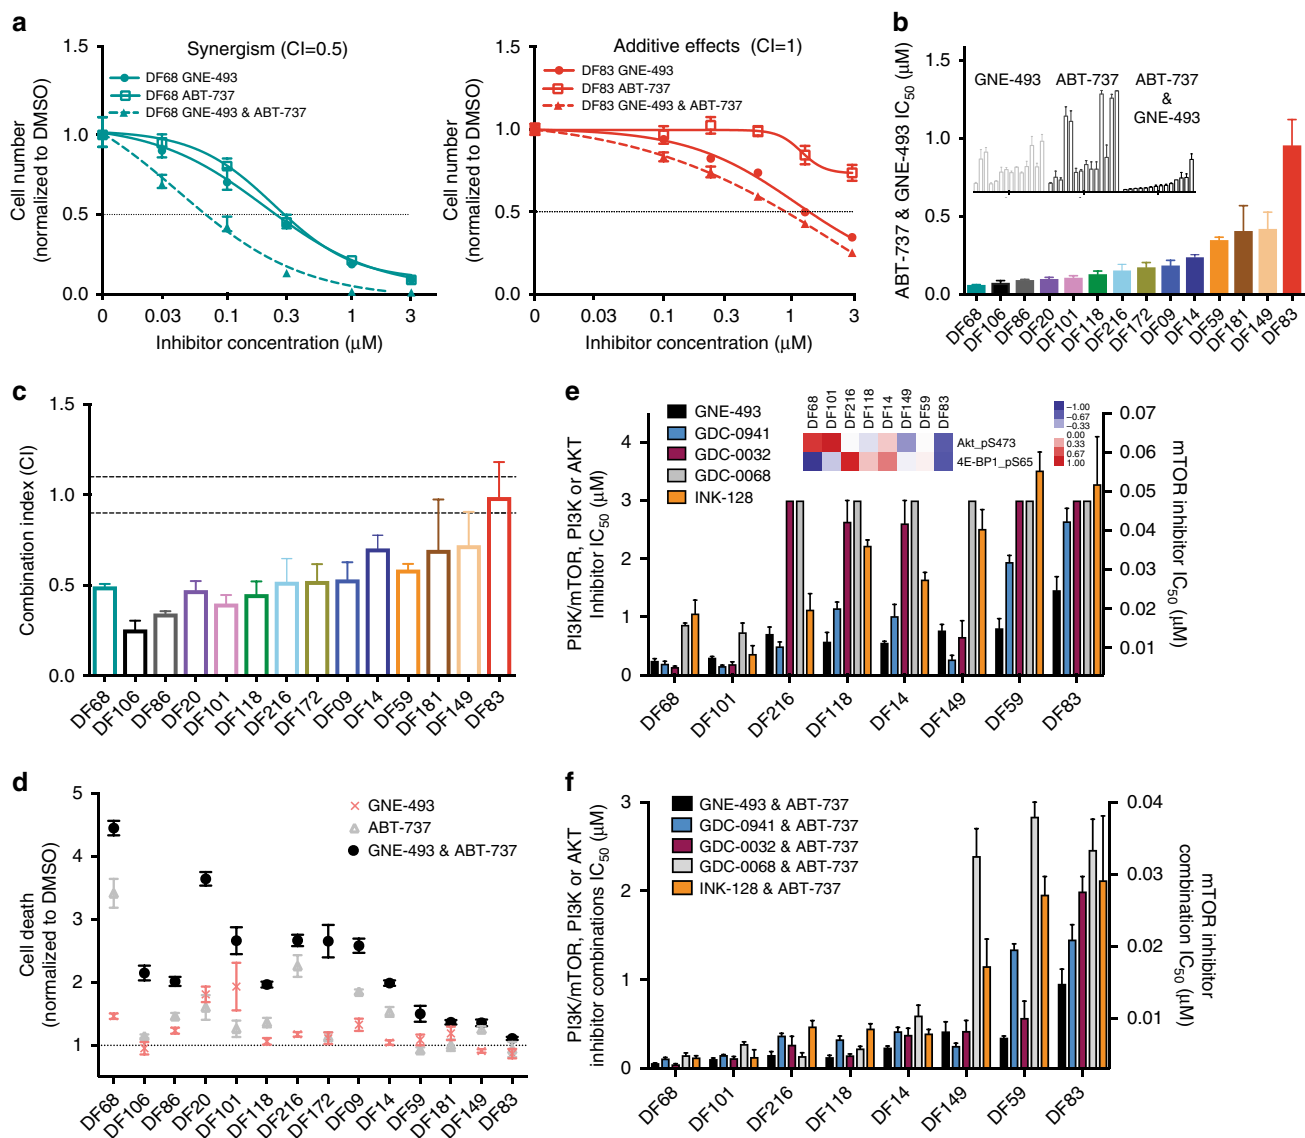 a
Synergism (CI=0.5)
DF68 GNE-493
DF68 ABT-737
DF68 GNE-493 & ABT-737
Cell number
(normalized to DMSO)
1.5
1.0
0.5
0.0
0 0.03 0.1 0.3 1 3
Inhibitor concentration (μM)
Additive effects (CI=1)
DF83 GNE-493
DF83 ABT-737
DF83 GNE-493 & ABT-737
Cell number
(normalized to DMSO)
1.5
1.0
0.5
0.0
0 0.03 0.1 0.3 1 3
Inhibitor concentration (μM)
b
ABT-737 & GNE-493 IC50 (μM)
1.5
1.0
0.5
0.0
GNE-493 ABT-737 ABT-737
&
GNE-493
DF68 DF106 DF86 DF20 DF101 DF118 DF216 DF172 DF09 DF14 DF59 DF181 DF149 DF83
c
Combination index (CI)
1.5
1.0
0.5
0.0
DF68 DF106 DF86 DF20 DF101 DF118 DF216 DF172 DF09 DF14 DF59 DF181 DF149 DF83
d
Cell death
(normalized to DMSO)
5
4
3
2
1
GNE-493
ABT-737
GNE-493 & ABT-737
DF68 DF106 DF86 DF20 DF101 DF118 DF216 DF172 DF09 DF14 DF59 DF181 DF149 DF83
e
PI3K/mTOR, PI3K or AKT
Inhibitor IC50 (μM)
4
3
2
1
0
GNE-493
GDC-0941
GDC-0032
GDC-0068
INK-128
DF68 DF101 DF216 DF118 DF14 DF149 DF59 DF83
Akt_pS473
4E-BP1_pS65
−1.00
−0.67
−0.33
0.00
0.33
0.67
1.00
0.07
0.06
0.05
0.04
0.03
0.02
0.01
mTOR inhibitor
IC50 (μM)
DF68 DF101 DF216 DF118 DF14 DF149 DF59 DF83
f
PI3K/mTOR, PI3K or AKT
inhibitor combinations IC50 (μM)
3
2
1
0
GNE-493 & ABT-737
GDC-0941 & ABT-737
GDC-0032 & ABT-737
GDC-0068 & ABT-737
INK-128 & ABT-737
0.04
0.03
0.02
0.01
mTOR inhibitor
combination IC50 (μM)
DF68 DF101 DF216 DF118 DF14 DF149 DF59 DF83